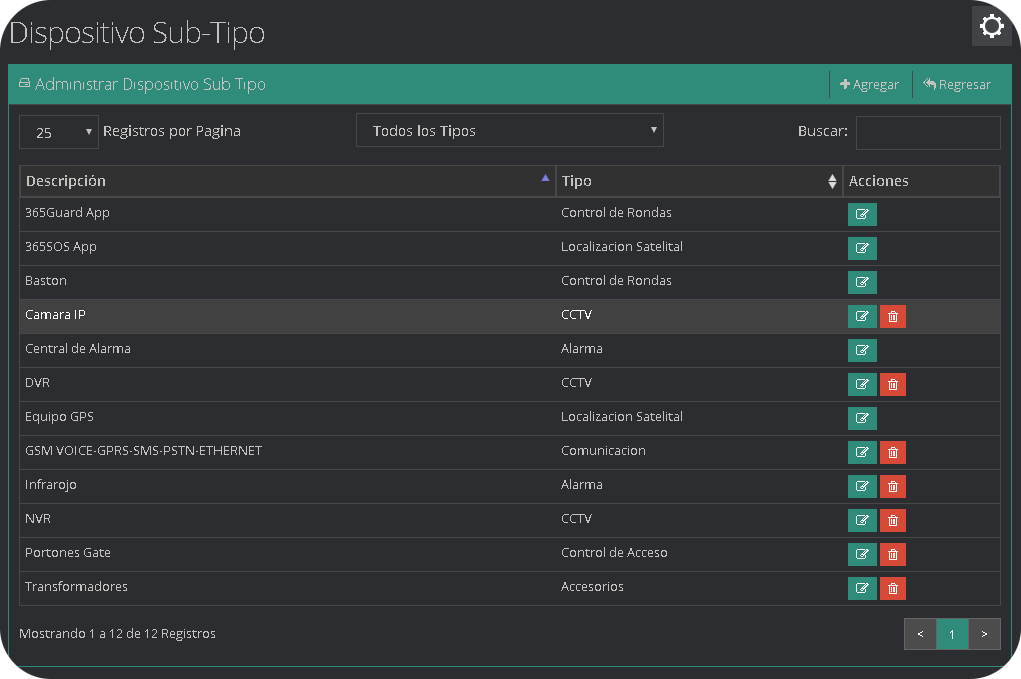 Dispositivo Sub-Tipo
Administrar Dispositivo Sub Tipo Agregar Regresar
25 Registros por Pagina Todos los Tipos Buscar:
Descripción Tipo Acciones
365Guard App Control de Rondas
365SOS App Localizacion Satelital
Baston Control de Rondas
Camara IP CCTV
Central de Alarma Alarma
DVR CCTV
Equipo GPS Localizacion Satelital
GSM VOICE-GPRS-SMS-PSTN-ETHERNET Comunicacion
Infrarojo Alarma
NVR CCTV
Portones Gate Control de Acceso
Transformadores Accesorios
Mostrando 1 a 12 de 12 Registros < 1 >